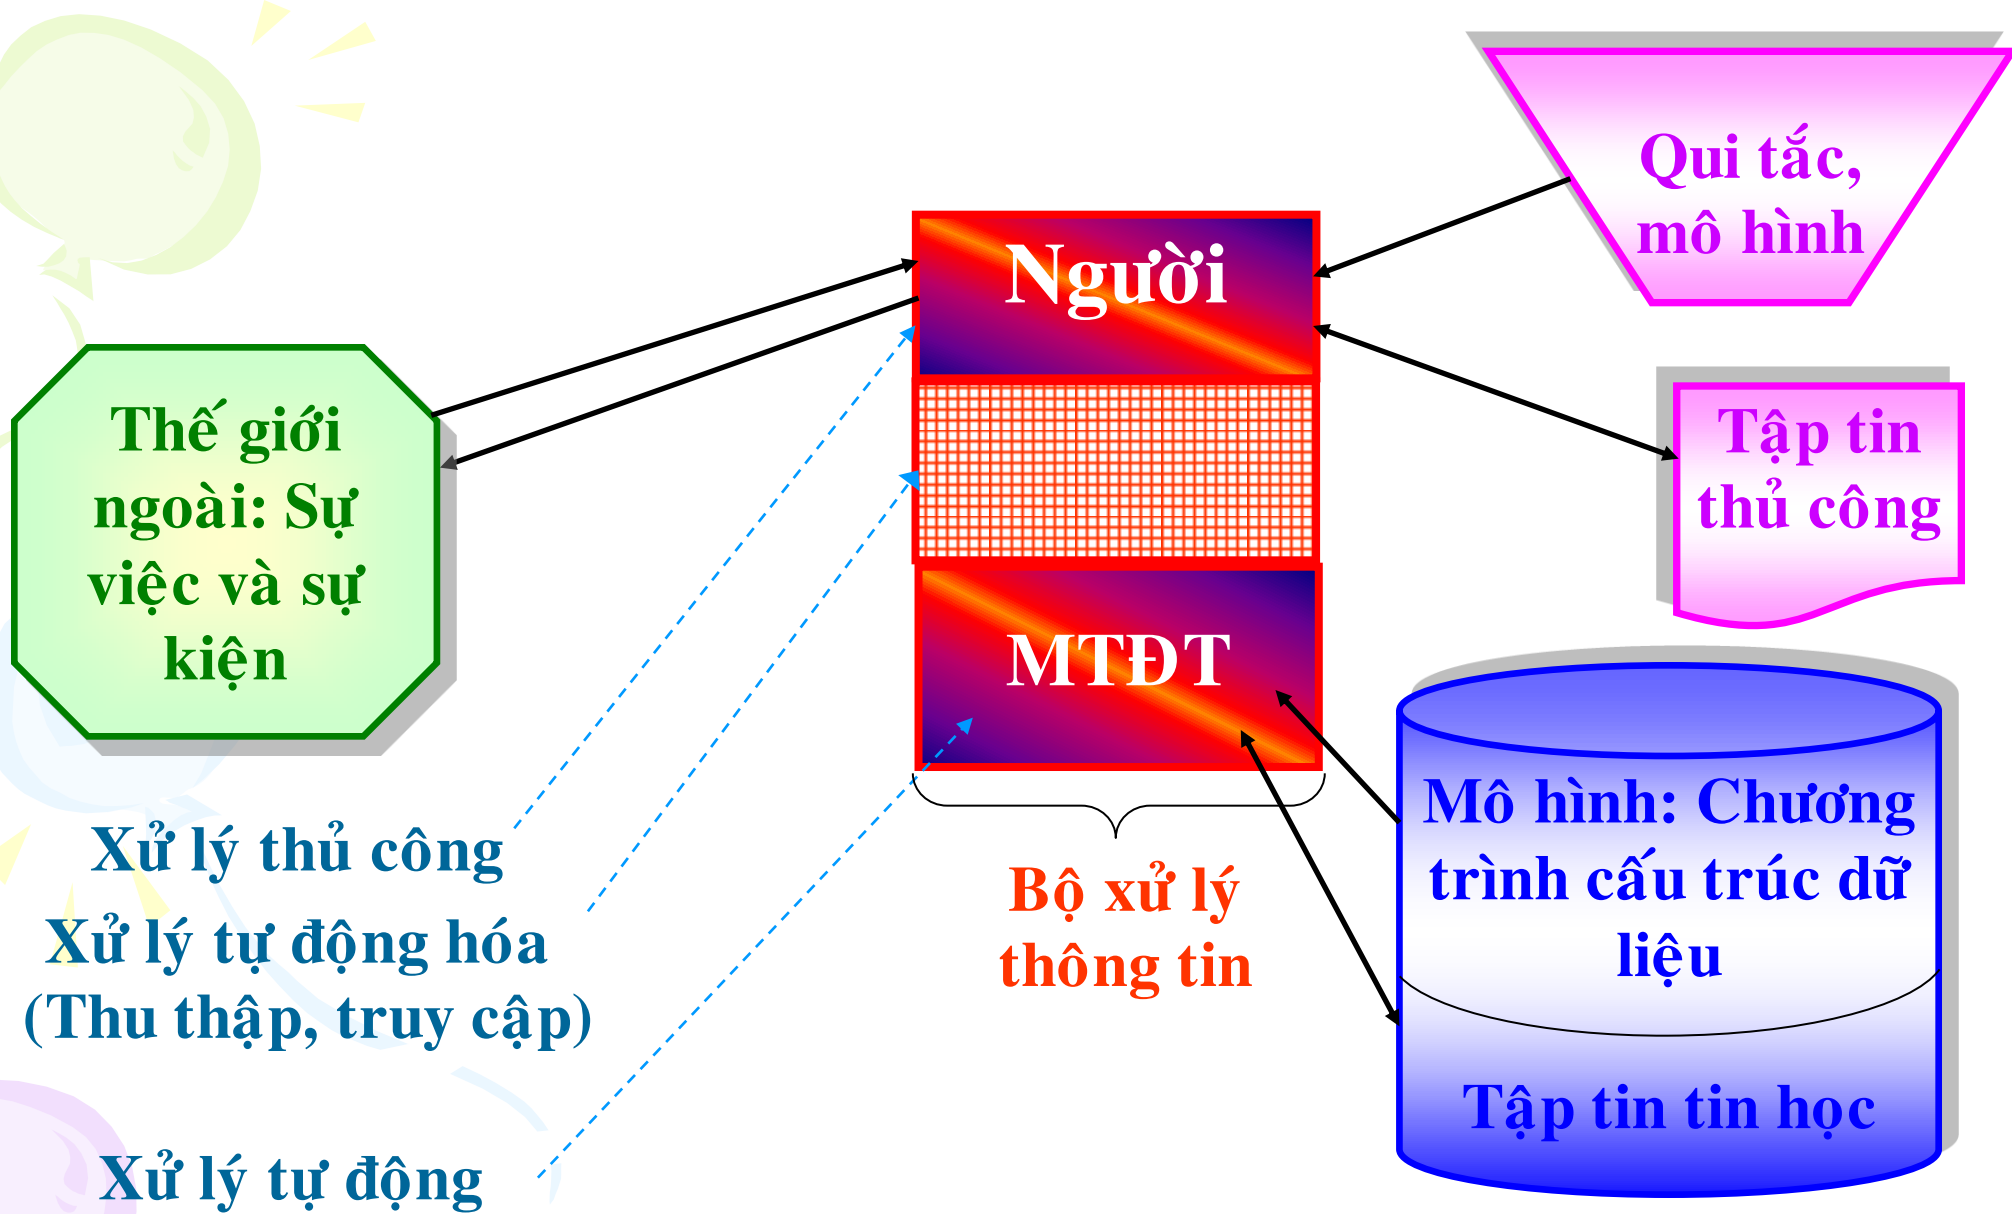 Qui tắc,
mô hình
Người
Thế giới
ngoài: Sự
việc và sự
kiện
Tập tin
thủ công
MTĐT
Mô hình: Chương
trình cấu trúc dữ
liệu
Tập tin tin học
Bộ xử lý
thông tin
Xử lý thủ công
Xử lý tự động hóa
(Thu thập, truy cập)
Xử lý tự động